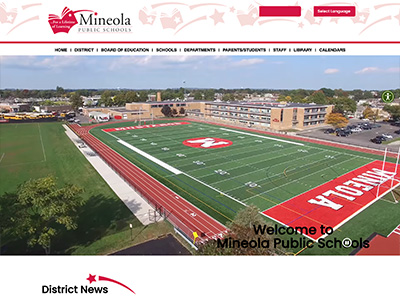 ...for a Lifetime
of Learning
Mineola
PUBLIC SCHOOLS
Select Language
HOME | DISTRICT | BOARD OF EDUCATION | SCHOOLS | DEPARTMENTS | PARENTS/STUDENTS | STAFF | LIBRARY | CALENDARS
MINEOLA
M
MINEOLA
Welcome to
Mineola Public Schools
District News